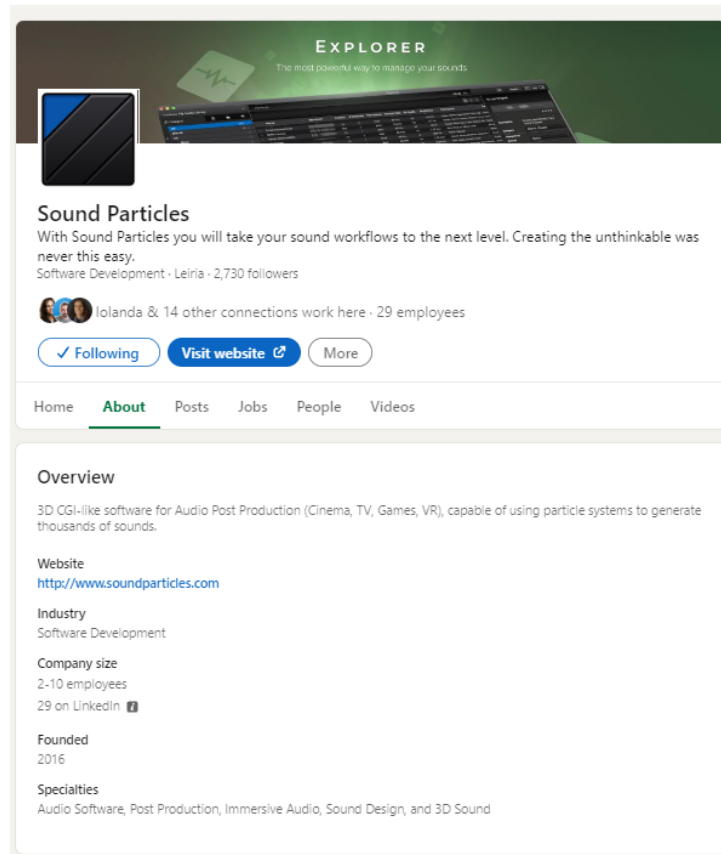 EXPLORER
The most powerful way to manage your sounds
Sound Particles
With Sound Particles you will take your sound workflows to the next level. Creating the unthinkable was
never this easy.
Software Development · Leiria · 2,730 followers
Iolanda & 14 other connections work here · 29 employees
✓ Following
Visit website
More
Home
About
Posts
Jobs
People
Videos
Overview
3D CGI-like software for Audio Post Production (Cinema, TV, Games, VR), capable of using particle systems to generate
thousands of sounds.
Website
http://www.soundparticles.com
Industry
Software Development
Company size
2-10 employees
29 on LinkedIn
Founded
2016
Specialties
Audio Software, Post Production, Immersive Audio, Sound Design, and 3D Sound